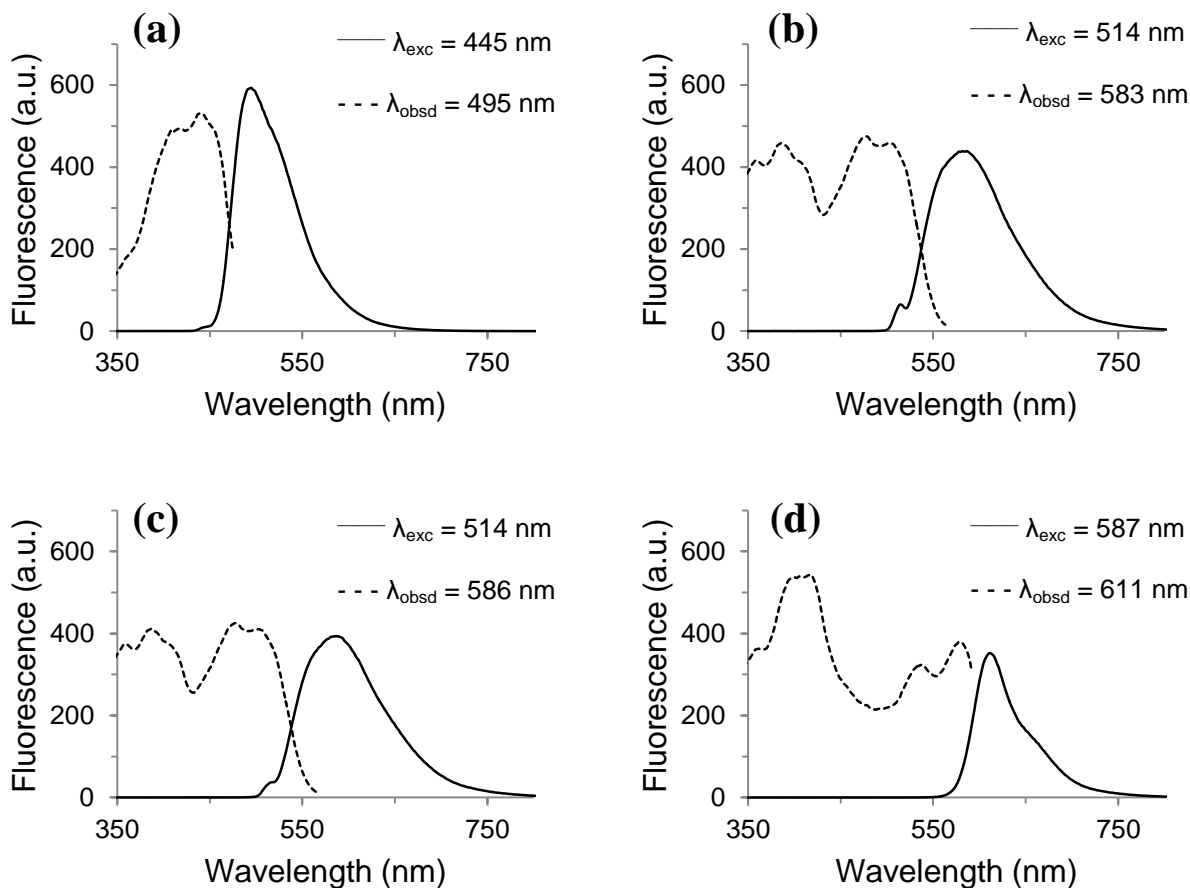 (a)
λexc = 445 nm
λobsd = 495 nm
Fluorescence (a.u.)
600
400
200
0
350 550 750
Wavelength (nm)
(b)
λexc = 514 nm
λobsd = 583 nm
Fluorescence (a.u.)
600
400
200
0
350 550 750
Wavelength (nm)
(c)
λexc = 514 nm
λobsd = 586 nm
Fluorescence (a.u.)
600
400
200
0
350 550 750
Wavelength (nm)
(d)
λexc = 587 nm
λobsd = 611 nm
Fluorescence (a.u.)
600
400
200
0
350 550 750
Wavelength (nm)